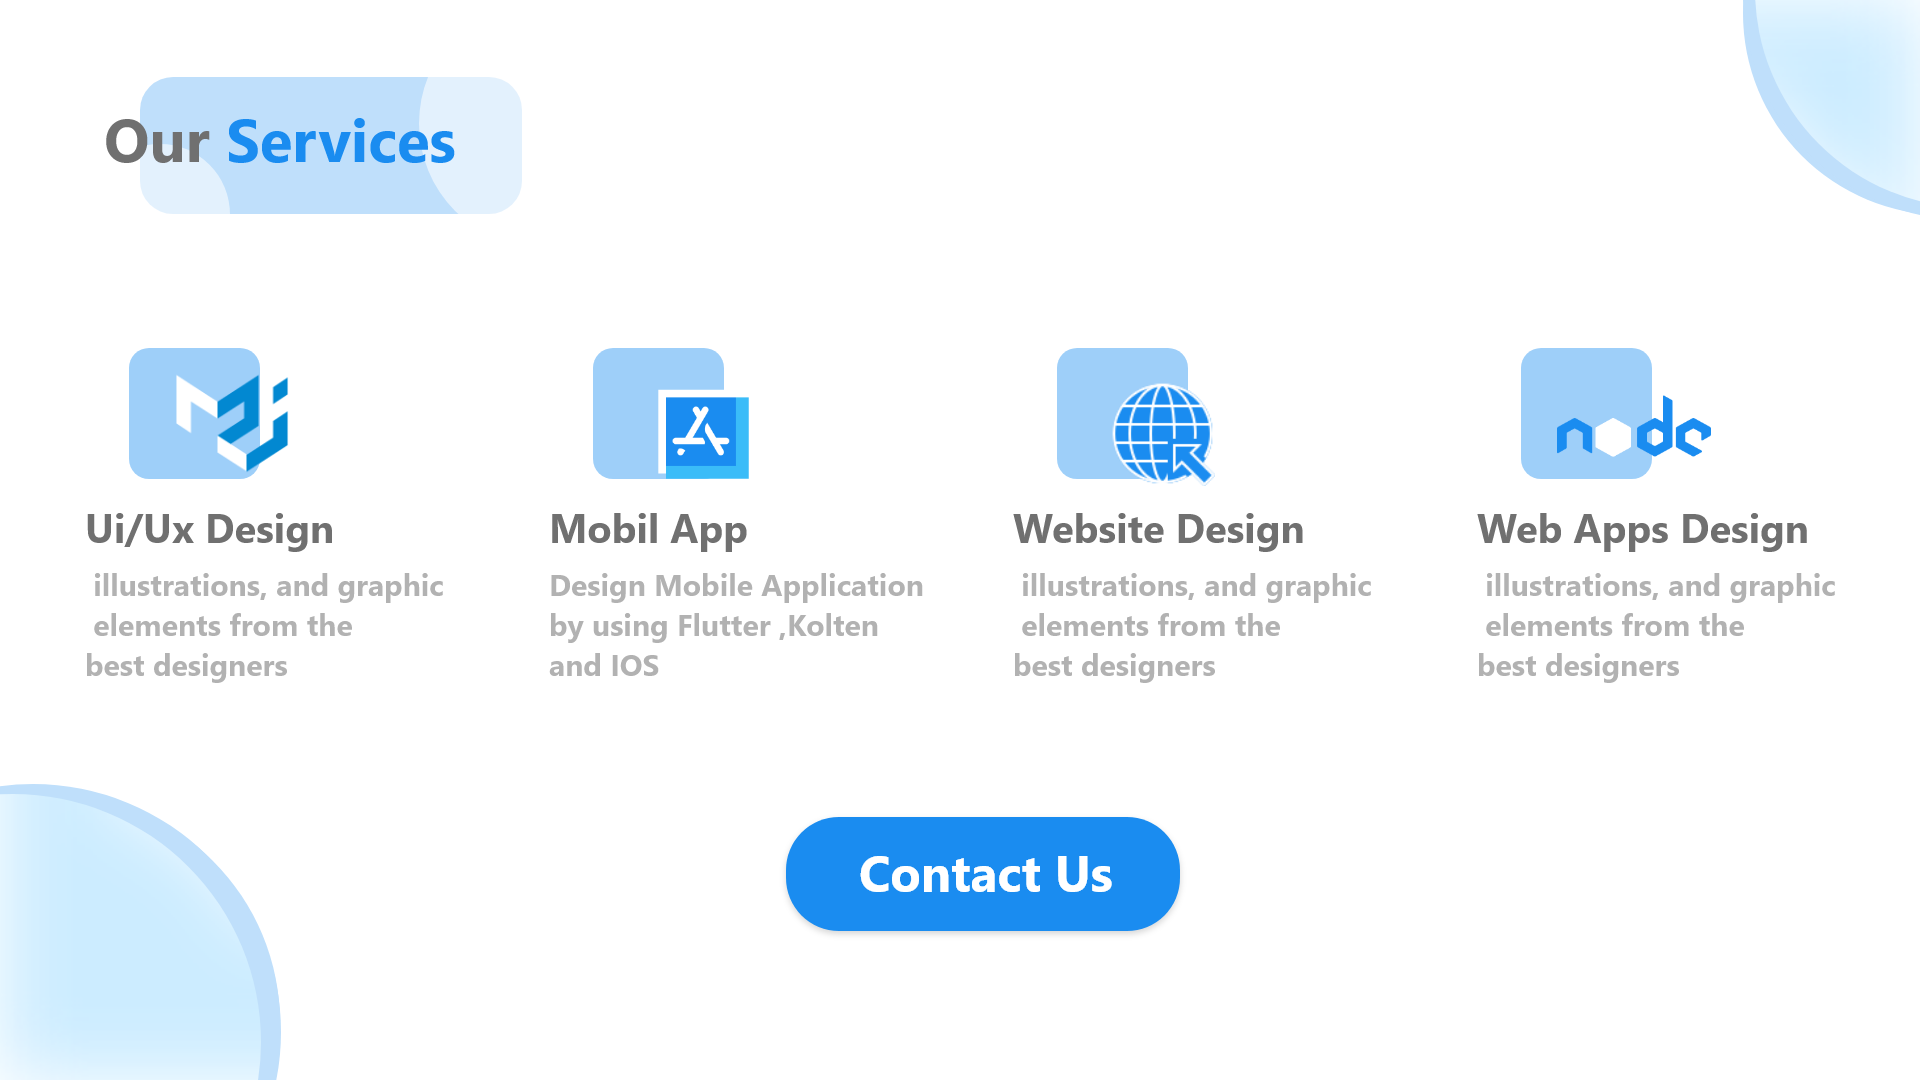 Our Services
Ui/Ux Design
illustrations, and graphic
elements from the
best designers
Mobil App
Design Mobile Application
by using Flutter ,Kolten
and IOS
Website Design
illustrations, and graphic
elements from the
best designers
node
Web Apps Design
illustrations, and graphic
elements from the
best designers
Contact Us